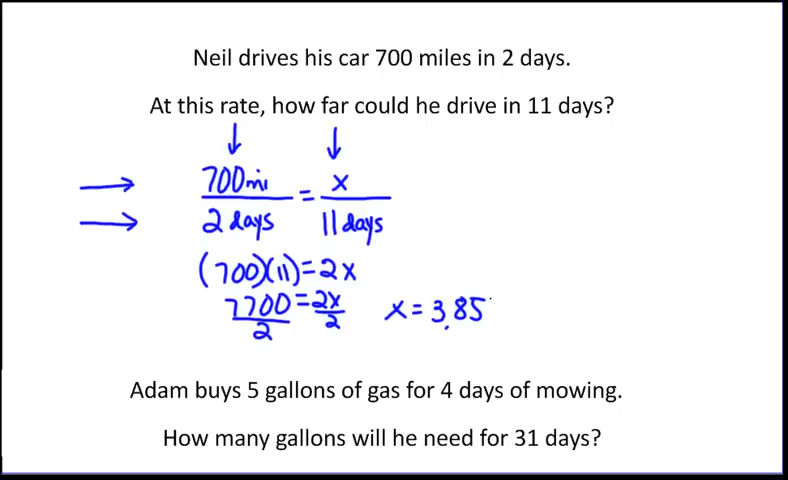 Neil drives his car 700 miles in 2 days.
At this rate, how far could he drive in 11 days?
700mi = x
2 days 11 days
(700)(11)=2x
7700 = 2x x = 3,85
2 2
Adam buys 5 gallons of gas for 4 days of mowing.
How many gallons will he need for 31 days?